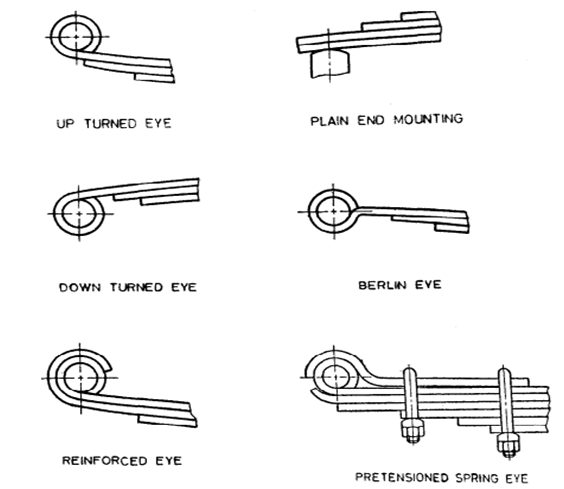 UP TURNED EYE
PLAIN END MOUNTING
DOWN TURNED EYE
BERLIN EYE
REINFORCED EYE
PRETENSIONED SPRING EYE